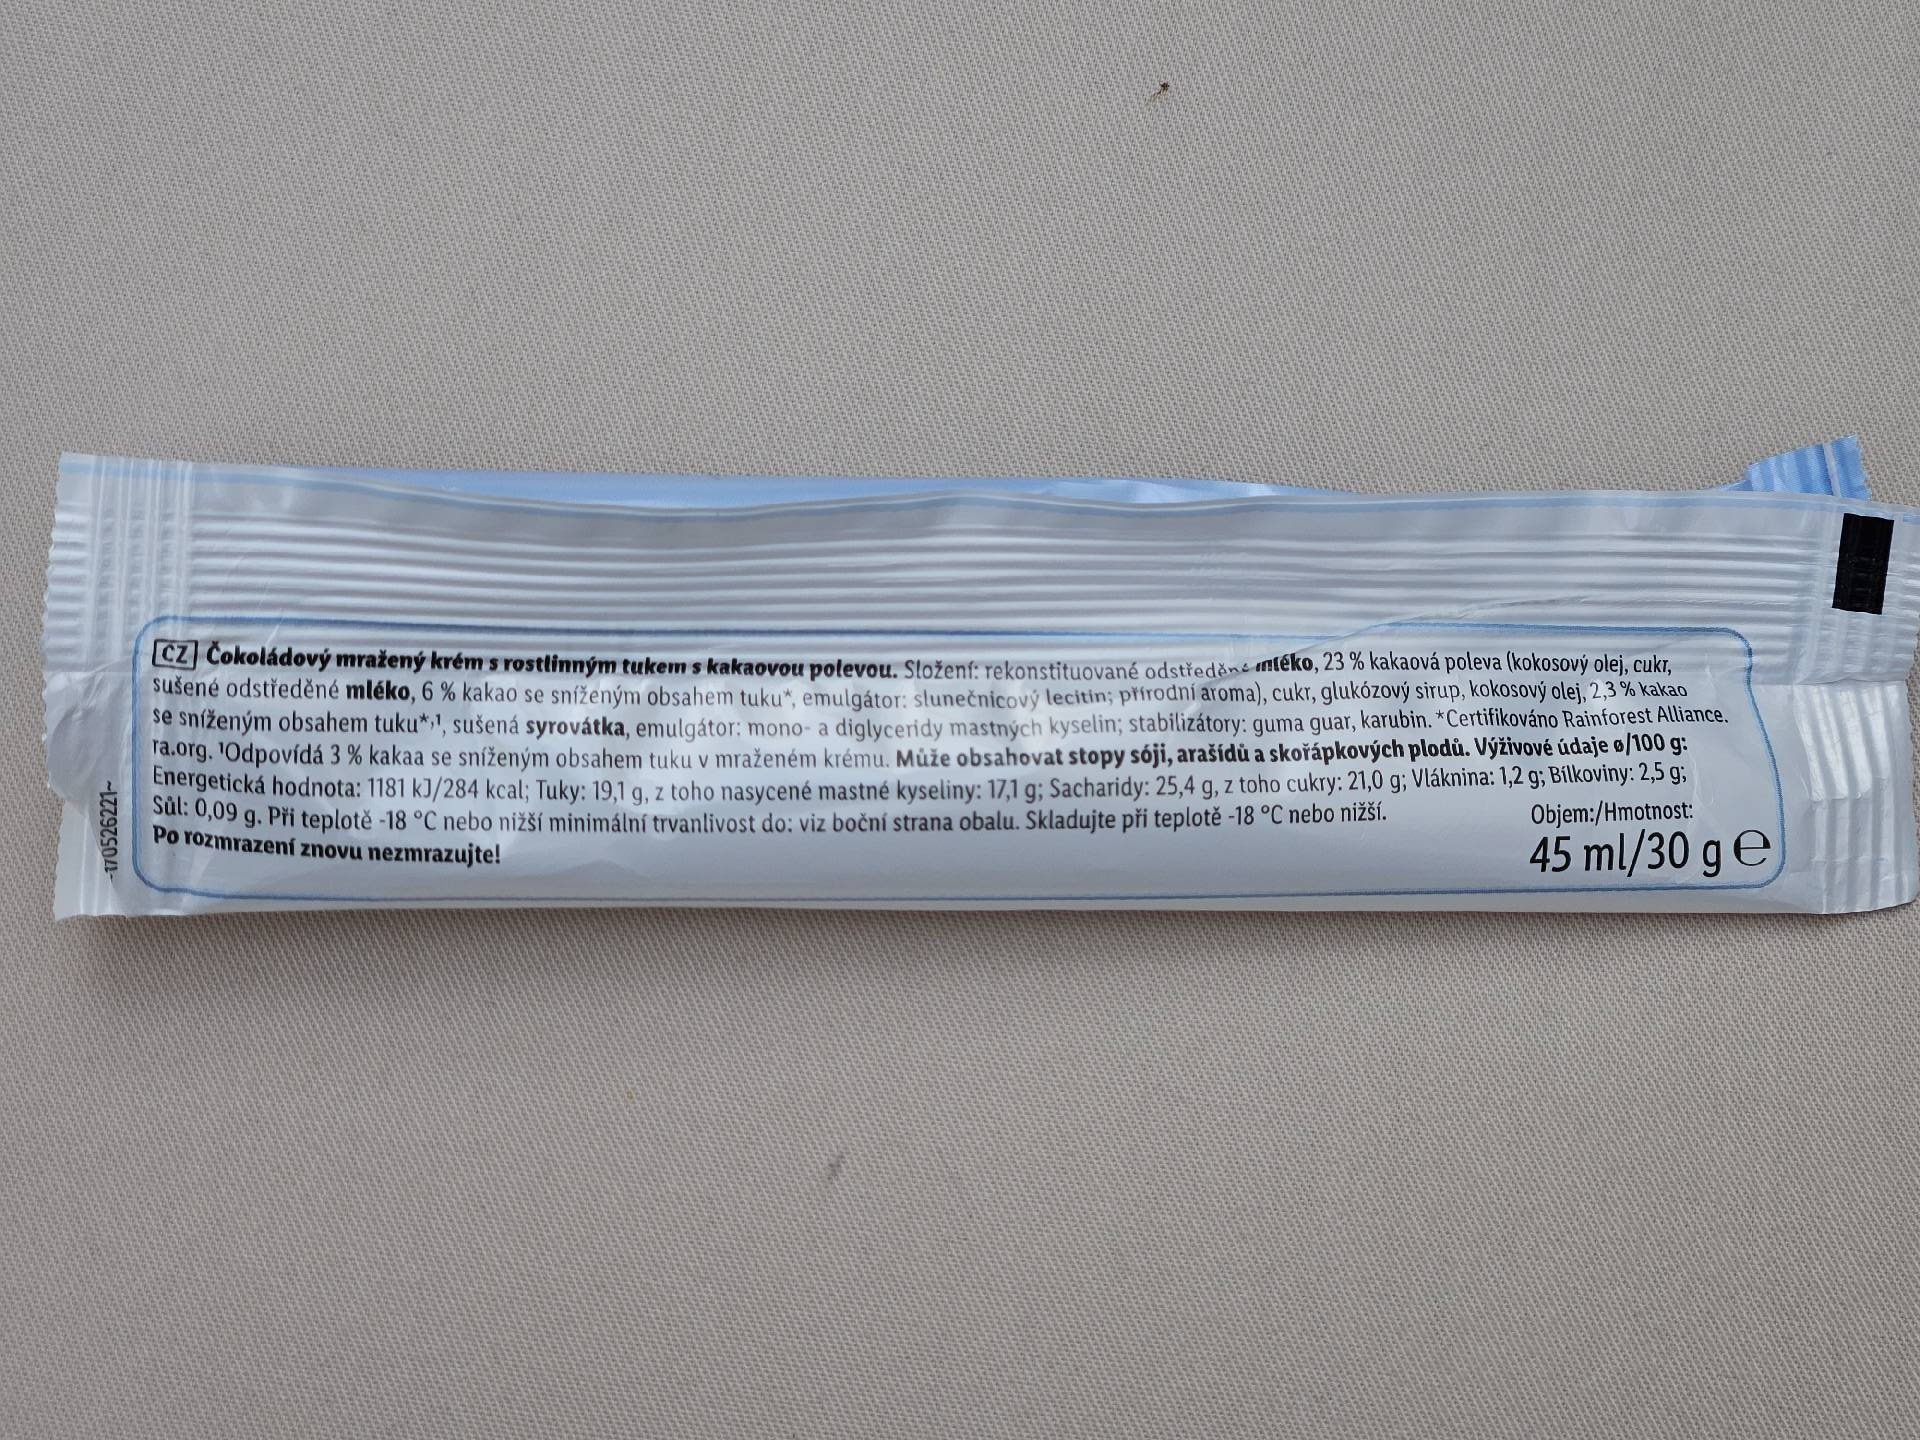 CZ Čokoládový mražený krém s rostlinným tukem s kakaovou polevou. Složení: rekonstituované odstředěné mléko, 23 % kakaová poleva (kokosový olej, cukr,
sušené odstředěné mléko, 6 % kakao se sníženým obsahem tuku*, emulgátor: slunečnicový lecitin; přírodní aroma), cukr, glukózový sirup, kokosový olej, 2,3 % kakao
se sníženým obsahem tuku*,¹, sušená syrovátka, emulgátor: mono- a diglyceridy mastných kyselin; stabilizátory: guma guar, karubin. *Certifikováno Rainforest Alliance.
ra.org. ¹Odpovídá 3 % kakaa se sníženým obsahem tuku v mraženém krému. Může obsahovat stopy sóji, arašídů a skořápkových plodů. Výživové údaje ø/100 g:
Energetická hodnota: 1181 kJ/284 kcal; Tuky: 19,1 g, z toho nasycené mastné kyseliny: 17,1 g; Sacharidy: 25,4 g, z toho cukry: 21,0 g; Vláknina: 1,2 g; Bílkoviny: 2,5 g;
Sůl: 0,09 g. Při teplotě -18 °C nebo nižší minimální trvanlivost do: viz boční strana obalu. Skladujte při teplotě -18 °C nebo nižší.
Po rozmrazení znovu nezmrazujte!
Objem:/Hmotnost:
45 ml/30 g ℮
-170526221~